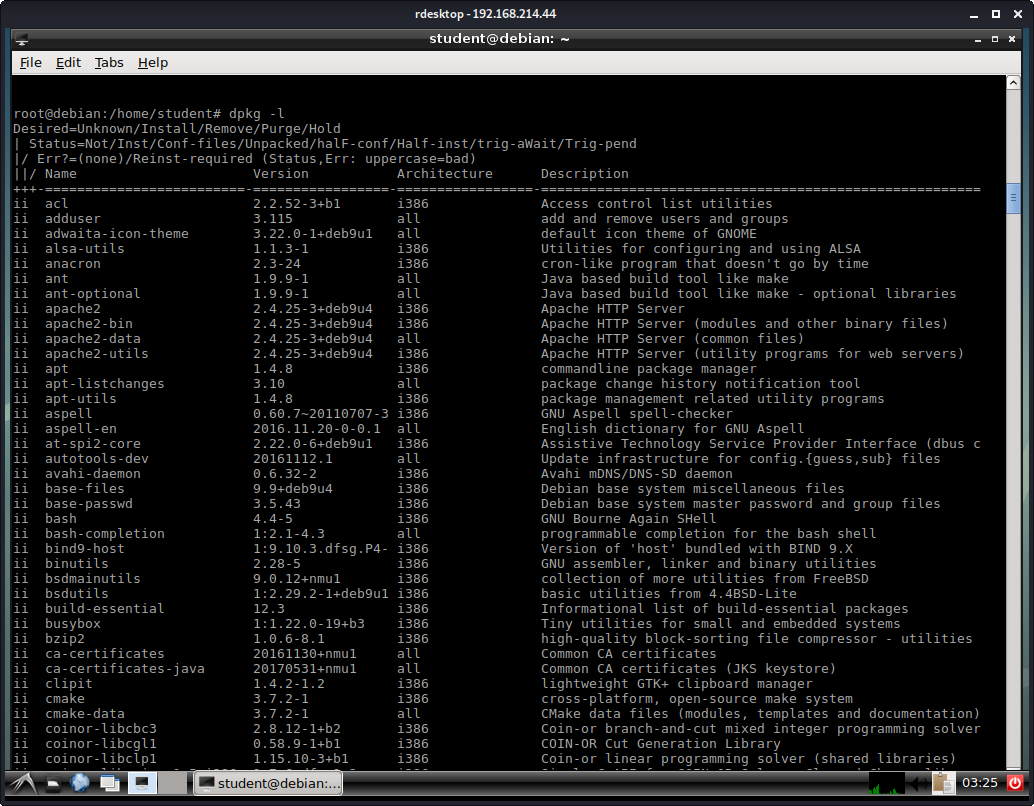 rdesktop - 192.168.214.44
student@debian: ~
File Edit Tabs Help
root@debian:/home/student# dpkg -l
Desired=Unknown/Install/Remove/Purge/Hold
| Status=Not/Inst/Conf-files/Unpacked/halF-conf/Half-inst/trig-aWait/Trig-pend
|/ Err?=(none)/Reinst-required (Status,Err: uppercase=bad)
||/ Name Version Architecture Description
+++-=========================-=================-=================-=======================================================
ii acl 2.2.52-3+b1 i386 Access control list utilities
ii adduser 3.115 all add and remove users and groups
ii adwaita-icon-theme 3.22.0-1+deb9u1 all default icon theme of GNOME
ii alsa-utils 1.1.3-1 i386 Utilities for configuring and using ALSA
ii anacron 2.3-24 i386 cron-like program that doesn't go by time
ii ant 1.9.9-1 all Java based build tool like make
ii ant-optional 1.9.9-1 all Java based build tool like make - optional libraries
ii apache2 2.4.25-3+deb9u4 i386 Apache HTTP Server
ii apache2-bin 2.4.25-3+deb9u4 i386 Apache HTTP Server (modules and other binary files)
ii apache2-data 2.4.25-3+deb9u4 all Apache HTTP Server (common files)
ii apache2-utils 2.4.25-3+deb9u4 i386 Apache HTTP Server (utility programs for web servers)
ii apt 1.4.8 i386 commandline package manager
ii apt-listchanges 3.10 all package change history notification tool
ii apt-utils 1.4.8 i386 package management related utility programs
ii aspell 0.60.7~20110707-3 i386 GNU Aspell spell-checker
ii aspell-en 2016.11.20-0-0.1 all English dictionary for GNU Aspell
ii at-spi2-core 2.22.0-6+deb9u1 i386 Assistive Technology Service Provider Interface (dbus c
ii autotools-dev 20161112.1 all Update infrastructure for config.{guess,sub} files
ii avahi-daemon 0.6.32-2 i386 Avahi mDNS/DNS-SD daemon
ii base-files 9.9+deb9u4 i386 Debian base system miscellaneous files
ii base-passwd 3.5.43 i386 Debian base system master password and group files
ii bash 4.4-5 i386 GNU Bourne Again SHell
ii bash-completion 1:2.1-4.3 all programmable completion for the bash shell
ii bind9-host 1:9.10.3.dfsg.P4- i386 Version of 'host' bundled with BIND 9.X
ii binutils 2.28-5 i386 GNU assembler, linker and binary utilities
ii bsdmainutils 9.0.12+nmu1 i386 collection of more utilities from FreeBSD
ii bsdutils 1:2.29.2-1+deb9u1 i386 basic utilities from 4.4BSD-Lite
ii build-essential 12.3 i386 Informational list of build-essential packages
ii busybox 1:1.22.0-19+b3 i386 Tiny utilities for small and embedded systems
ii bzip2 1.0.6-8.1 i386 high-quality block-sorting file compressor - utilities
ii ca-certificates 20161130+nmu1 all Common CA certificates
ii ca-certificates-java 20170531+nmu1 all Common CA certificates (JKS keystore)
ii clipit 1.4.2-1.2 i386 lightweight GTK+ clipboard manager
ii cmake 3.7.2-1 i386 cross-platform, open-source make system
ii cmake-data 3.7.2-1 all CMake data files (modules, templates and documentation)
ii coinor-libcbc3 2.8.12-1+b2 i386 Coin-or branch-and-cut mixed integer programming solver
ii coinor-libcgl1 0.58.9-1+b1 i386 COIN-OR Cut Generation Library
ii coinor-libclp1 1.15.10-3+b1 i386 Coin-or linear programming solver (shared libraries)
student@debian:...
03:25